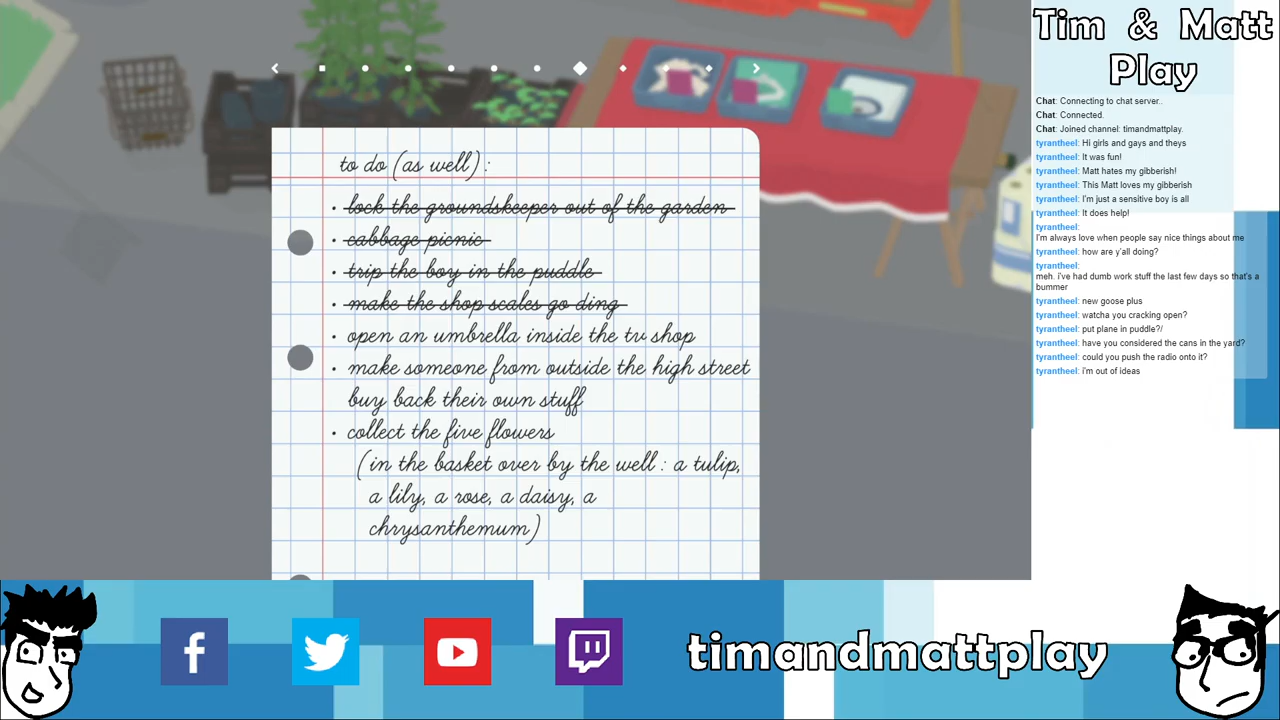 to do (as well) :
• lock the groundskeeper out of the garden
• cabbage picnic
• trip the boy in the puddle
• make the shop scales go ding
• open an umbrella inside the tv shop
• make someone from outside the high street
buy back their own stuff
• collect the five flowers
(in the basket over by the well : a tulip,
a lily, a rose, a daisy, a
chrysanthemum)
Tim & Matt
Play
Chat: Connecting to chat server..
Chat: Connected.
Chat: Joined channel: timandmattplay.
tyrantheel: Hi girls and gays and theys
tyrantheel: It was fun!
tyrantheel: Matt hates my gibberish!
tyrantheel: This Matt loves my gibberish
tyrantheel: I'm just a sensitive boy is all
tyrantheel: It does help!
tyrantheel:
I'm always love when people say nice things about me
tyrantheel: how are y'all doing?
tyrantheel:
meh. i've had dumb work stuff the last few days so that's a
bummer
tyrantheel: new goose plus
tyrantheel: watcha you cracking open?
tyrantheel: put plane in puddle?/
tyrantheel: have you considered the cans in the yard?
tyrantheel: could you push the radio onto it?
tyrantheel: i'm out of ideas
timandmattplay